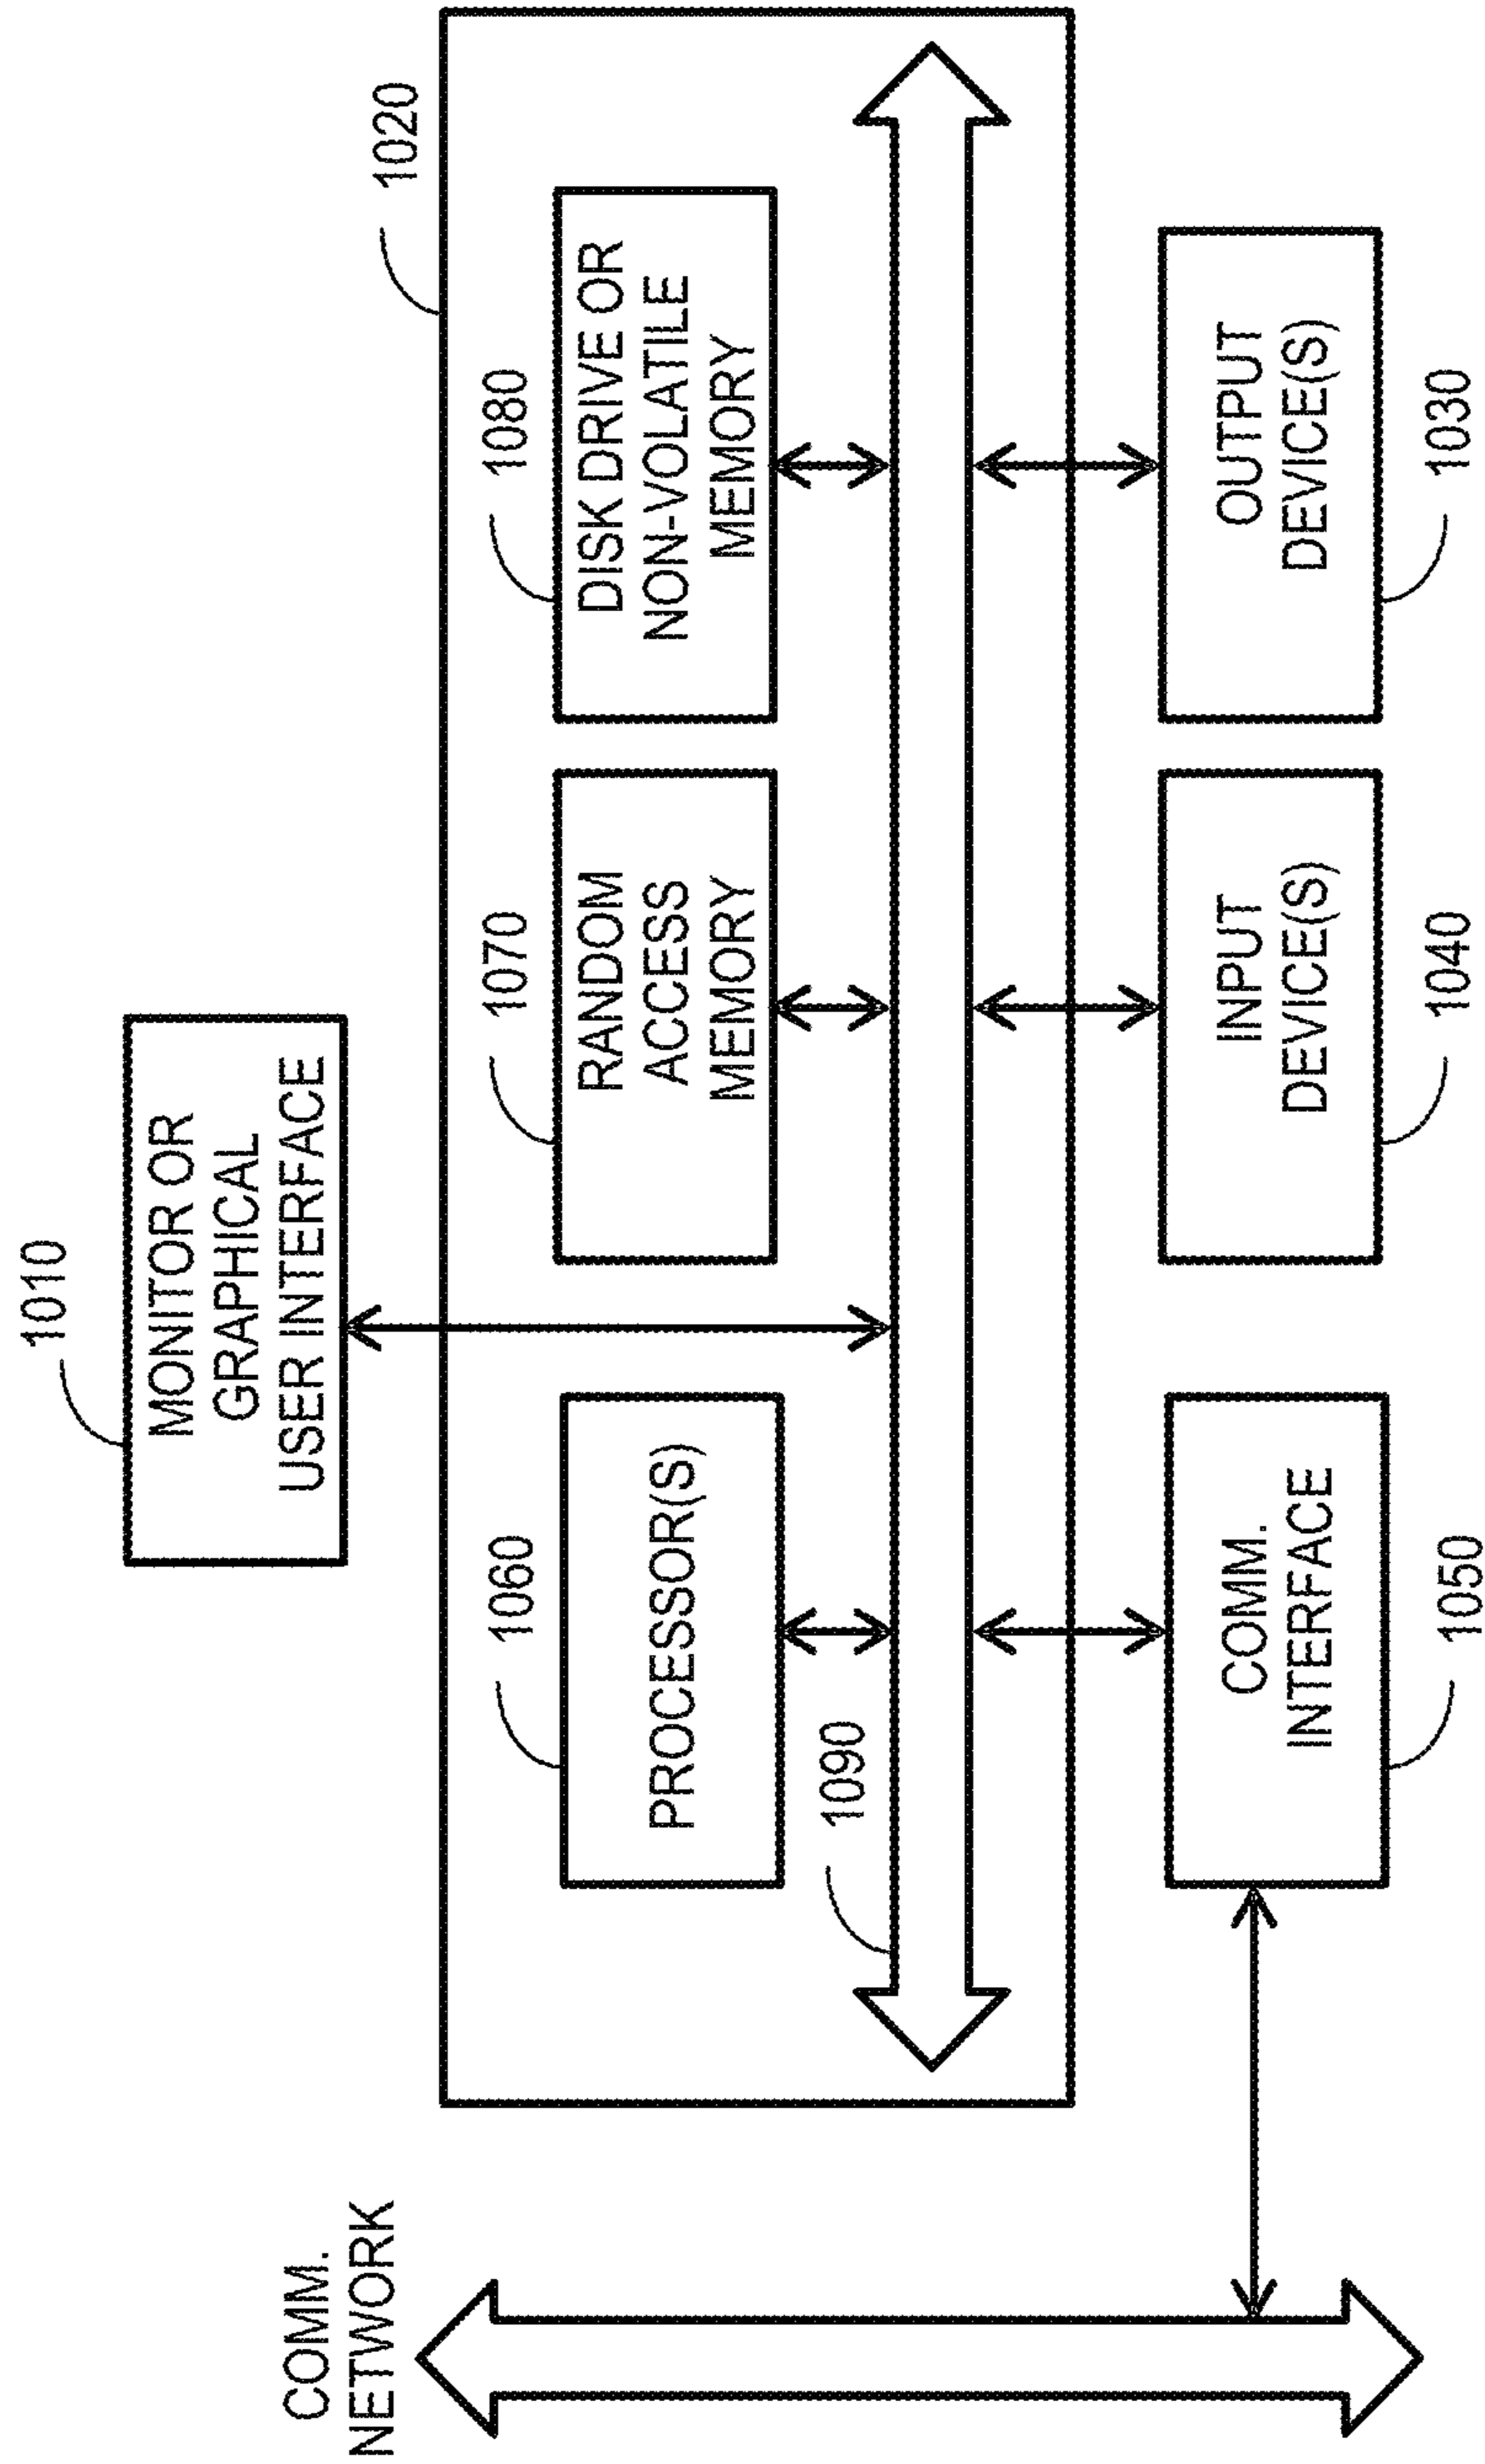 1010
MONITOR OR
GRAPHICAL
USER INTERFACE
1020
1060
PROCESSOR(S)
1070
RANDOM
ACCESS
MEMORY
1080
DISK DRIVE OR
NON-VOLATILE
MEMORY
1090
COMM.
NETWORK
COMM.
INTERFACE
1050
INPUT
DEVICE(S)
1040
OUTPUT
DEVICE(S)
1030